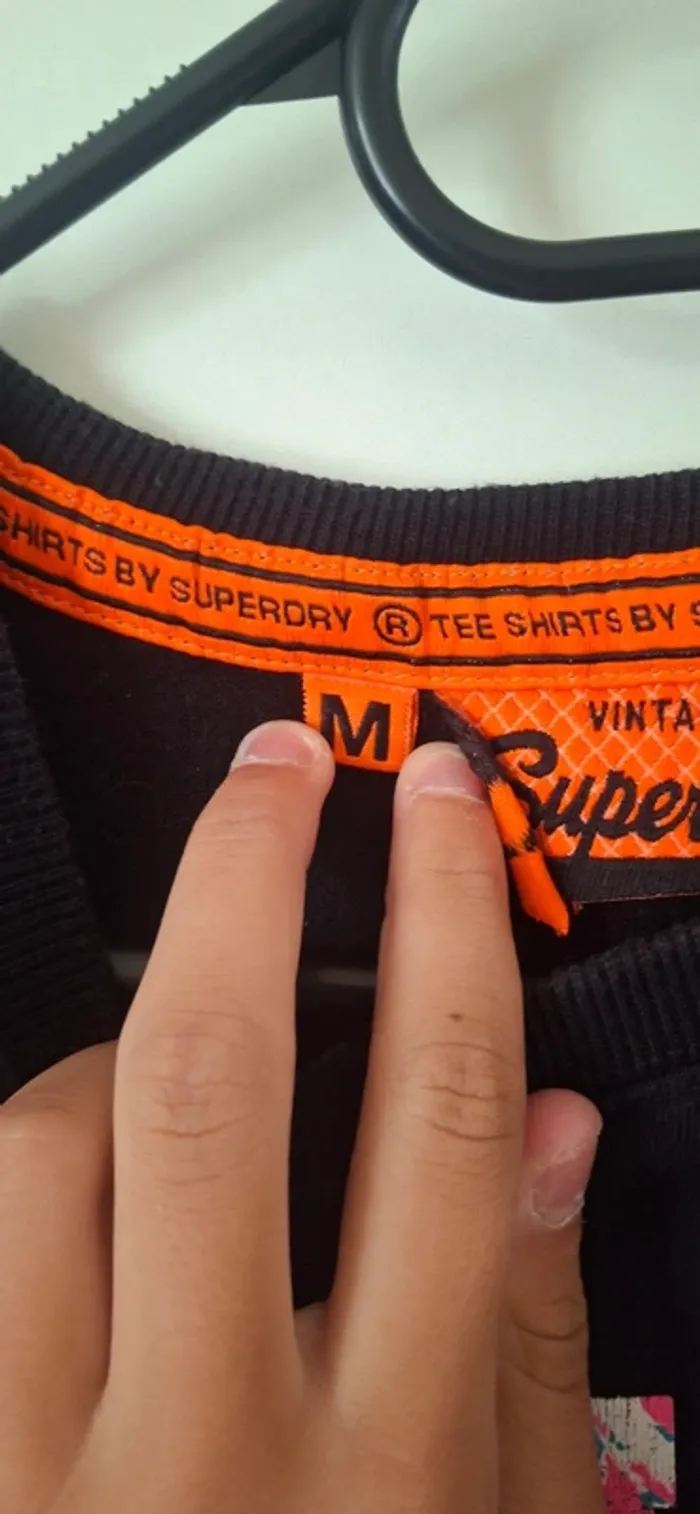 SHIRTS BY SUPERDRY ® TEE SHIRTS BY S
M
VINTA
Super